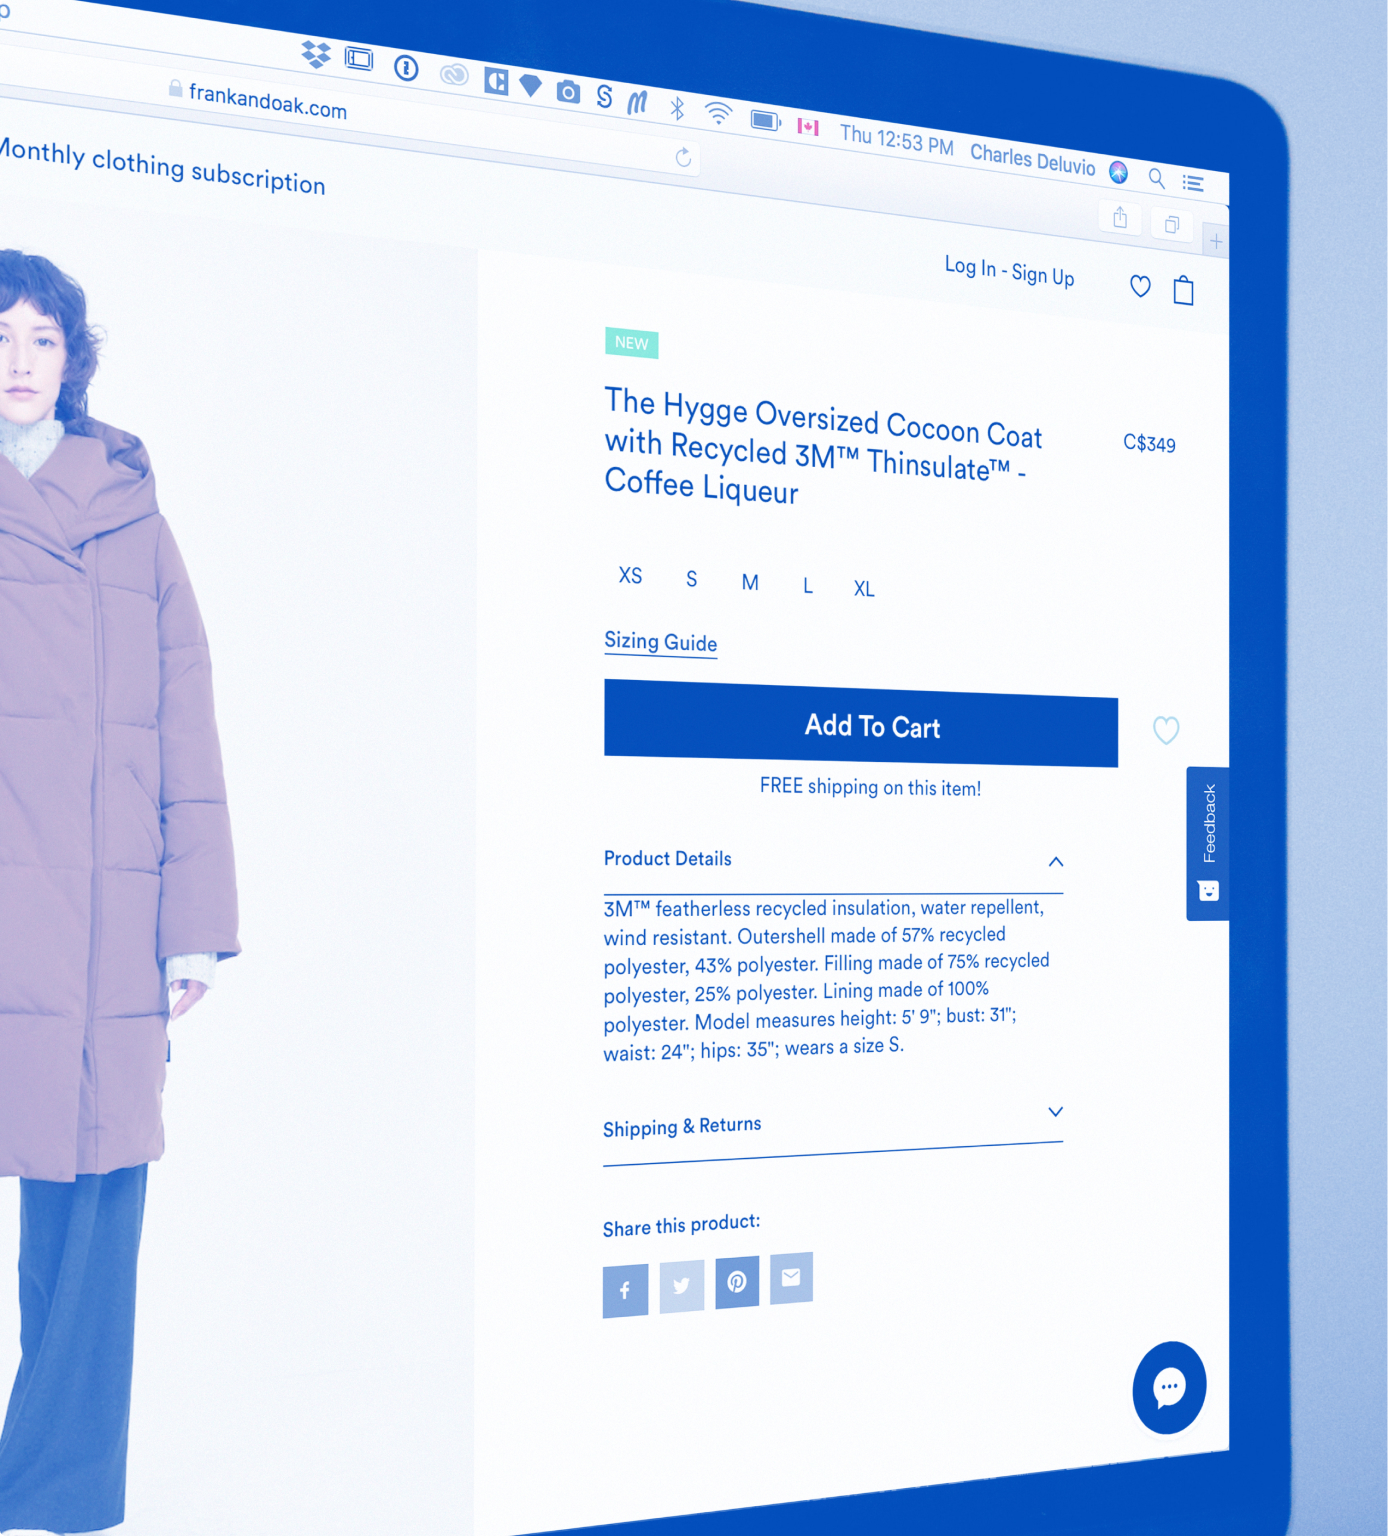 frankandoak.com
Thu 12:53 PM Charles Deluvio
Monthly clothing subscription
Log In - Sign Up
NEW
The Hygge Oversized Cocoon Coat
with Recycled 3M™ Thinsulate™ -
Coffee Liqueur
C$349
XS S M L XL
Sizing Guide
Add To Cart
FREE shipping on this item!
Feedback
Product Details
3M™ featherless recycled insulation, water repellent,
wind resistant. Outershell made of 57% recycled
polyester, 43% polyester. Filling made of 75% recycled
polyester, 25% polyester. Lining made of 100%
polyester. Model measures height: 5' 9"; bust: 31";
waist: 24"; hips: 35"; wears a size S.
Shipping & Returns
Share this product: